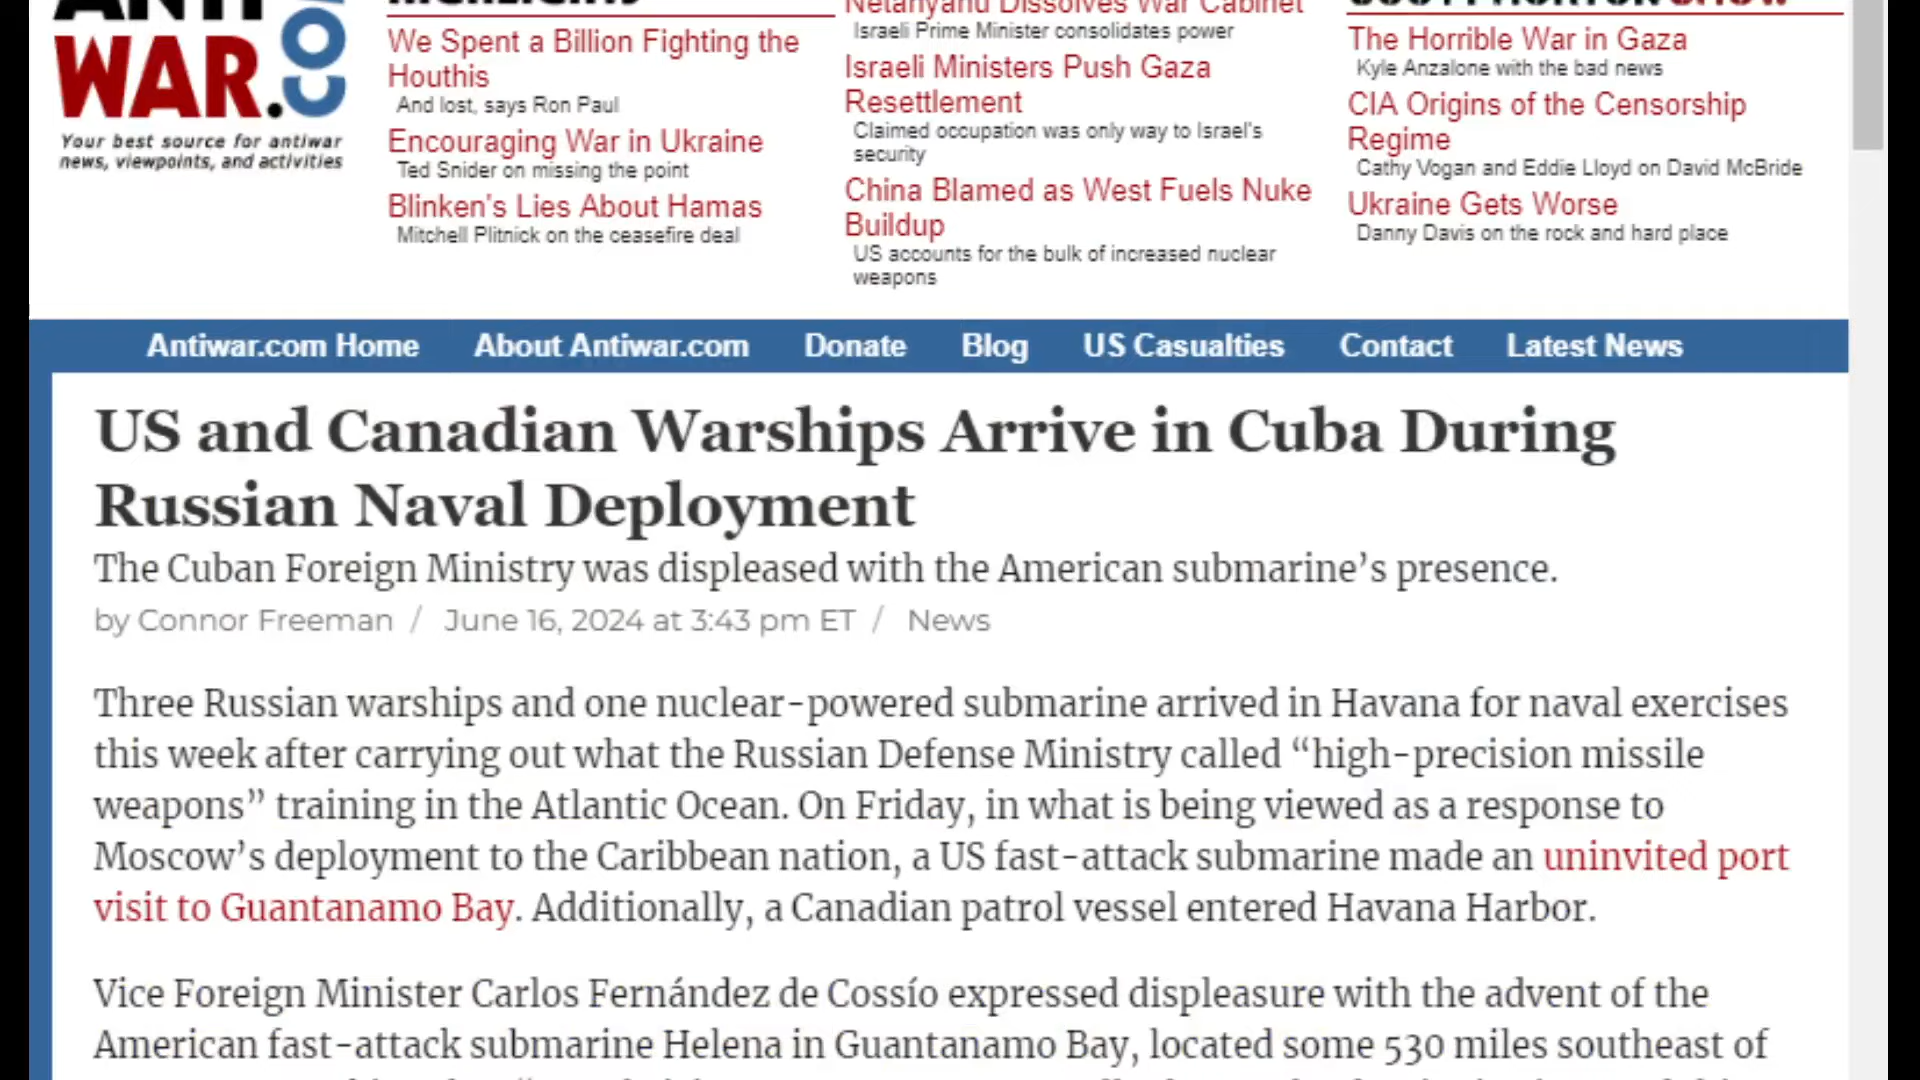 ANTI
WAR.COM
Your best source for antiwar
news, viewpoints, and activities
HIGHLIGHTS
We Spent a Billion Fighting the
Houthis
And lost, says Ron Paul
Encouraging War in Ukraine
Ted Snider on missing the point
Blinken's Lies About Hamas
Mitchell Plitnick on the ceasefire deal
Netanyahu Dissolves War Cabinet
Israeli Prime Minister consolidates power
Israeli Ministers Push Gaza
Resettlement
Claimed occupation was only way to Israel's
security
China Blamed as West Fuels Nuke
Buildup
US accounts for the bulk of increased nuclear
weapons
SCOTT HORTON SHOW
The Horrible War in Gaza
Kyle Anzalone with the bad news
CIA Origins of the Censorship
Regime
Cathy Vogan and Eddie Lloyd on David McBride
Ukraine Gets Worse
Danny Davis on the rock and hard place
Antiwar.com Home About Antiwar.com Donate Blog US Casualties Contact Latest News
US and Canadian Warships Arrive in Cuba During
Russian Naval Deployment
The Cuban Foreign Ministry was displeased with the American submarine’s presence.
by Connor Freeman / June 16, 2024 at 3:43 pm ET / News
Three Russian warships and one nuclear-powered submarine arrived in Havana for naval exercises
this week after carrying out what the Russian Defense Ministry called “high-precision missile
weapons” training in the Atlantic Ocean. On Friday, in what is being viewed as a response to
Moscow’s deployment to the Caribbean nation, a US fast-attack submarine made an uninvited port
visit to Guantanamo Bay. Additionally, a Canadian patrol vessel entered Havana Harbor.
Vice Foreign Minister Carlos Fernández de Cossío expressed displeasure with the advent of the
American fast-attack submarine Helena in Guantanamo Bay, located some 530 miles southeast of